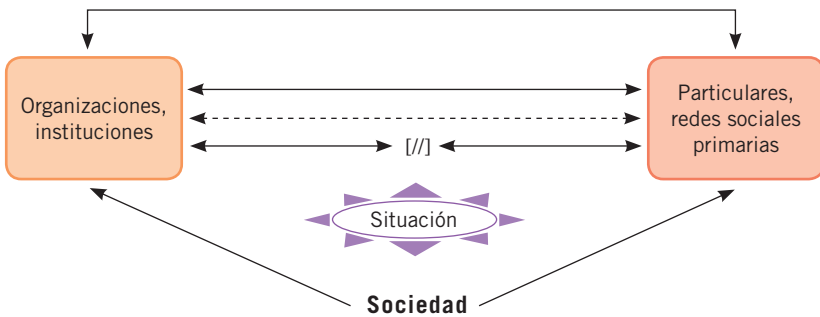 Organizaciones,
instituciones
Particulares,
redes sociales
primarias
[//]
Situación
Sociedad